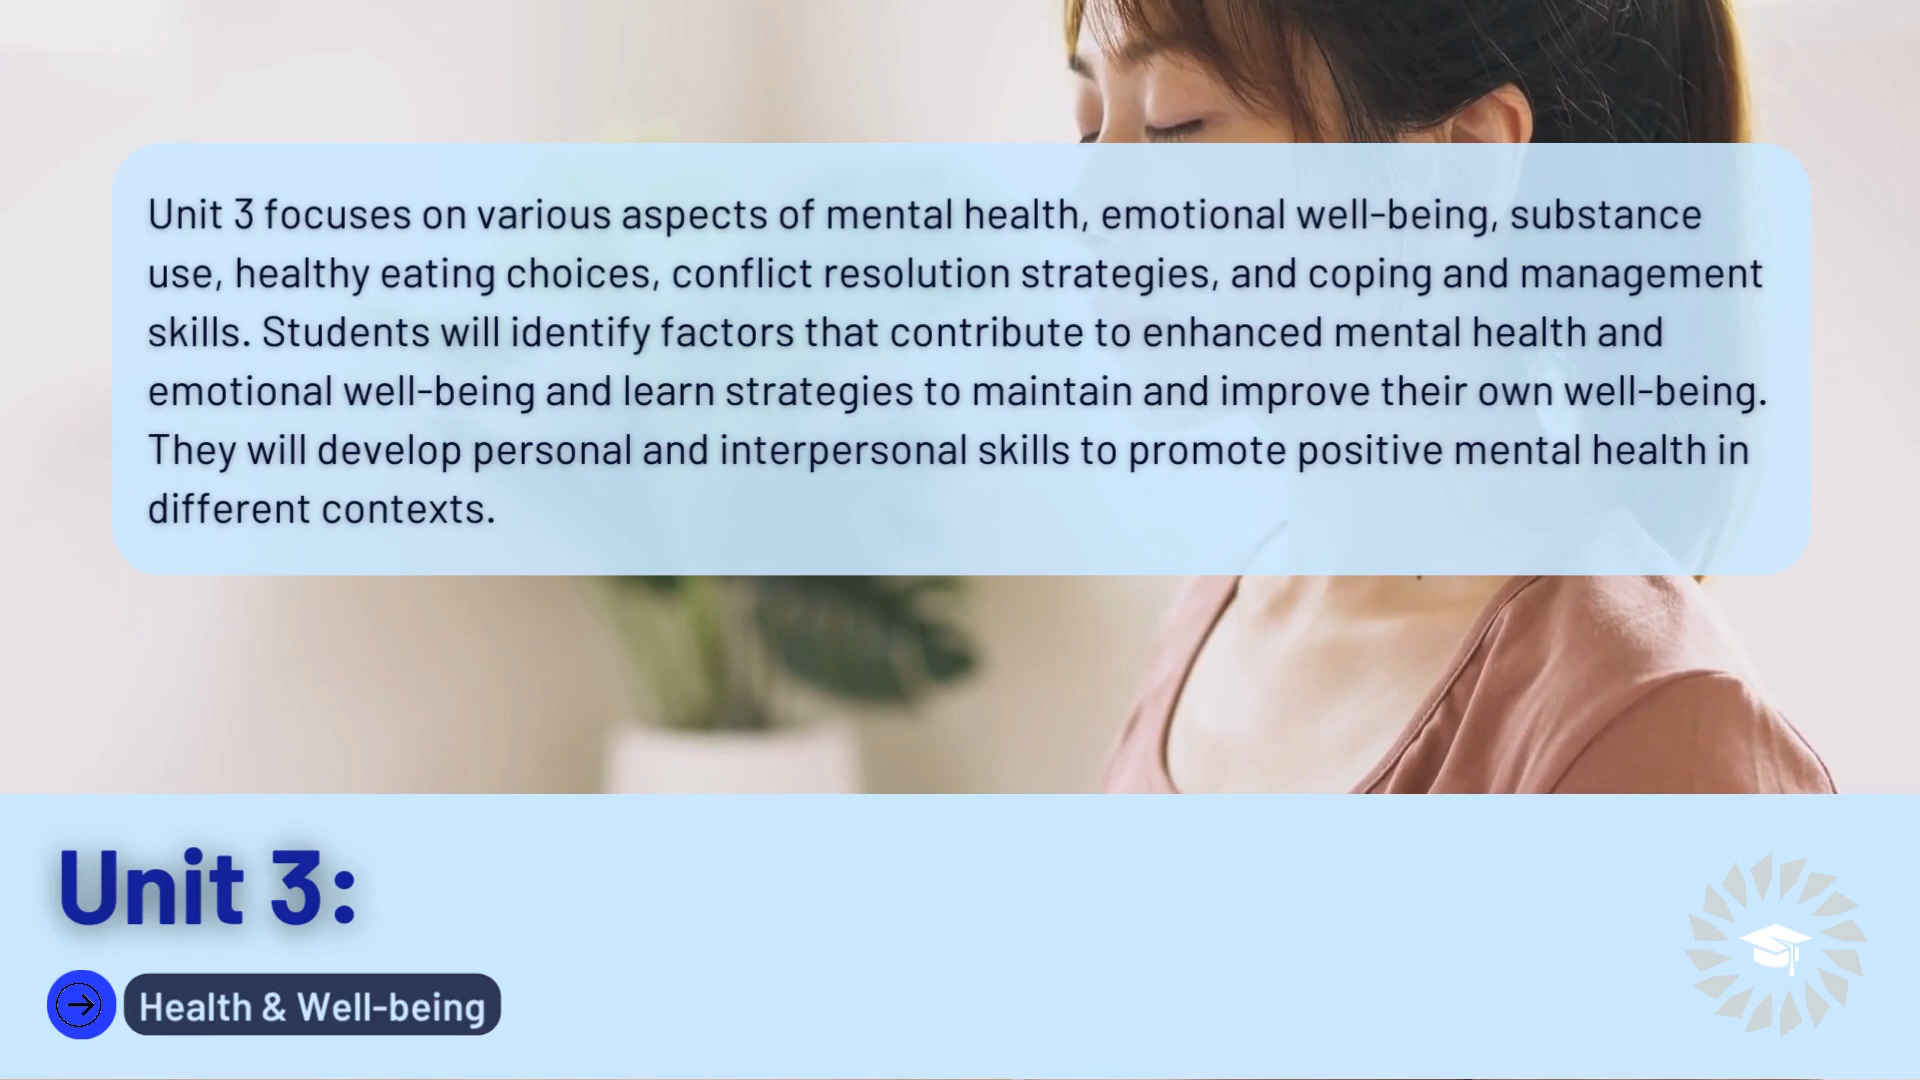 Unit 3 focuses on various aspects of mental health, emotional well-being, substance
use, healthy eating choices, conflict resolution strategies, and coping and management
skills. Students will identify factors that contribute to enhanced mental health and
emotional well-being and learn strategies to maintain and improve their own well-being.
They will develop personal and interpersonal skills to promote positive mental health in
different contexts.
Unit 3:
Health & Well-being